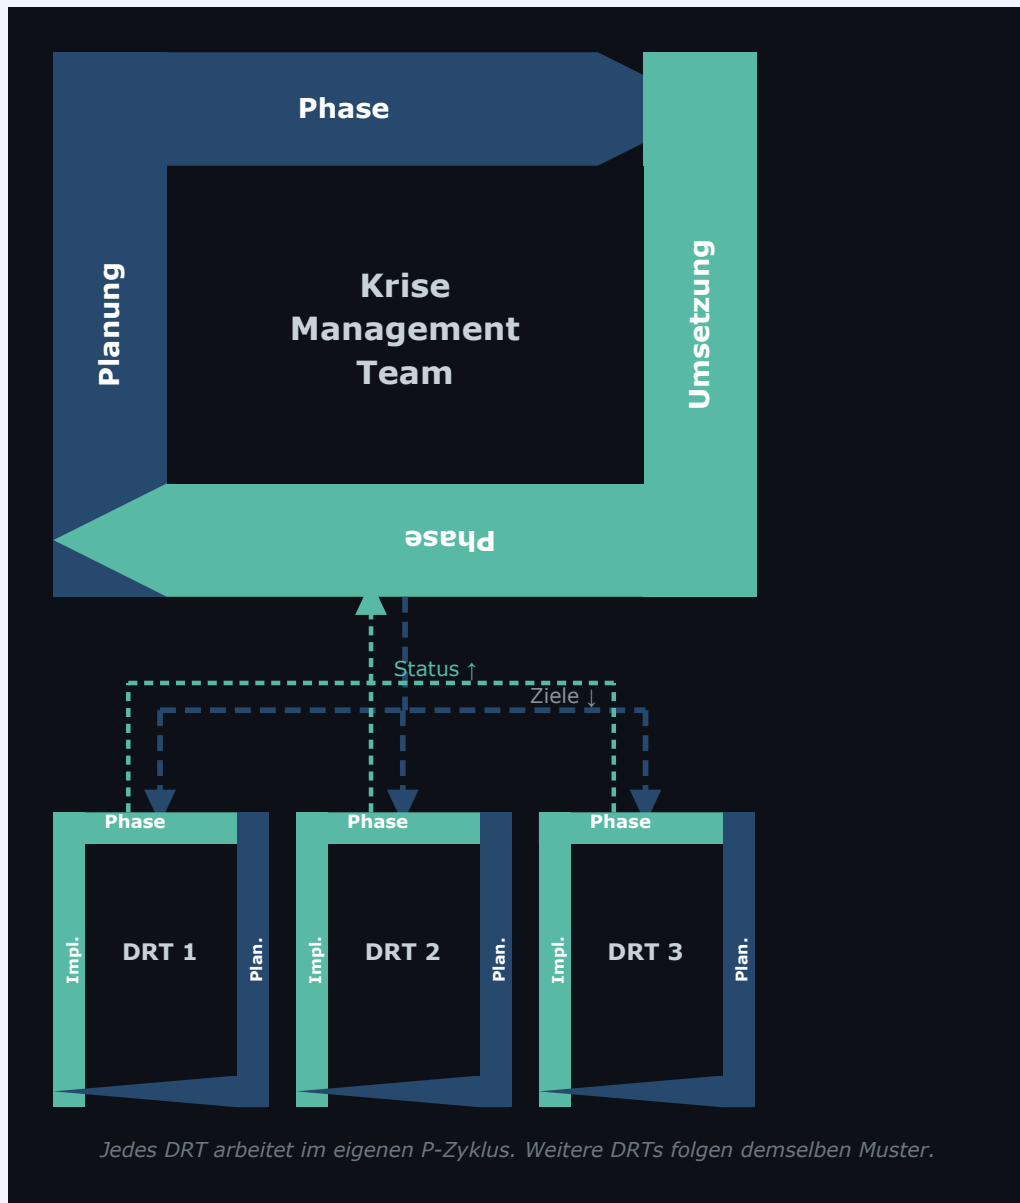 Phase
Planung
Krise
Management
Team
Umsetzung
Phase
Status ↑
Ziele ↓
Phase
Phase
Phase
Impl.
DRT 1
Plan.
Impl.
DRT 2
Plan.
Impl.
DRT 3
Plan.
Jedes DRT arbeitet im eigenen P-Zyklus. Weitere DRTs folgen demselben Muster.